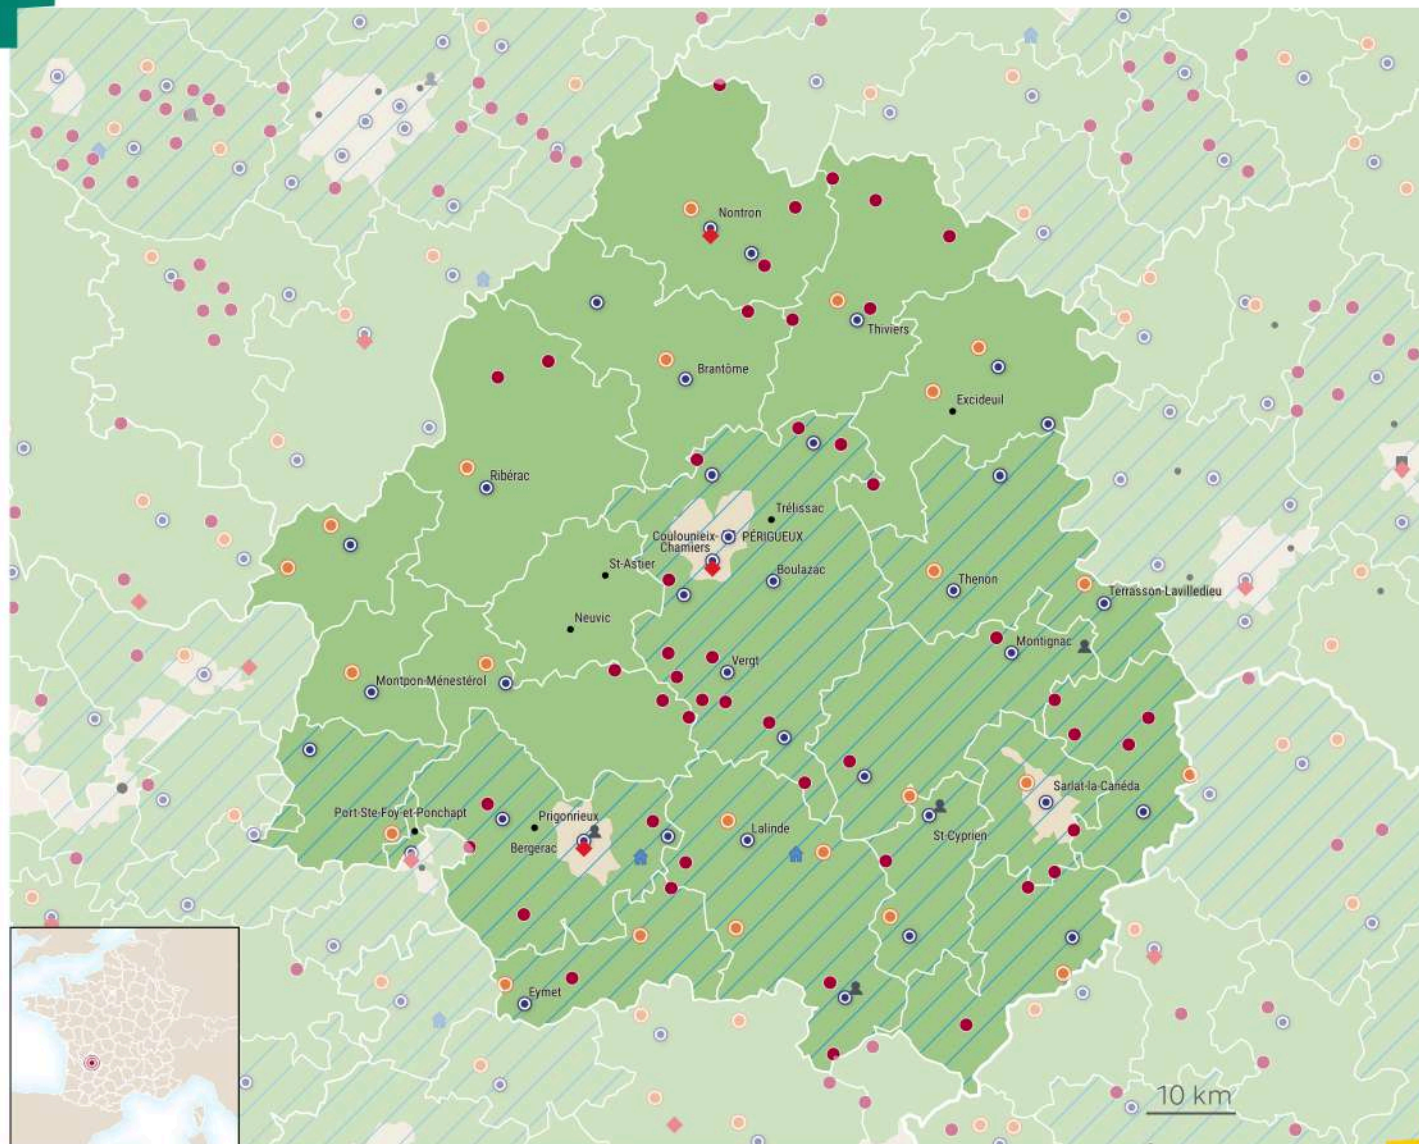 Nontron
Thiviers
Brantôme
Excideuil
Ribérac
Trélissac
Coulounieix-
Chamiers
PÉRIGUEUX
St-Astier
Boulazac
Thenon
Terrasson-Lavilledieu
Neuvic
Montignac
Vergt
Montpon-Ménestérol
Sarlat-la-Canéda
Port-Ste-Foy-et-Ponchapt
Prigonrieux
Lalinde
St-Cyprien
Bergerac
Eymet
10 km